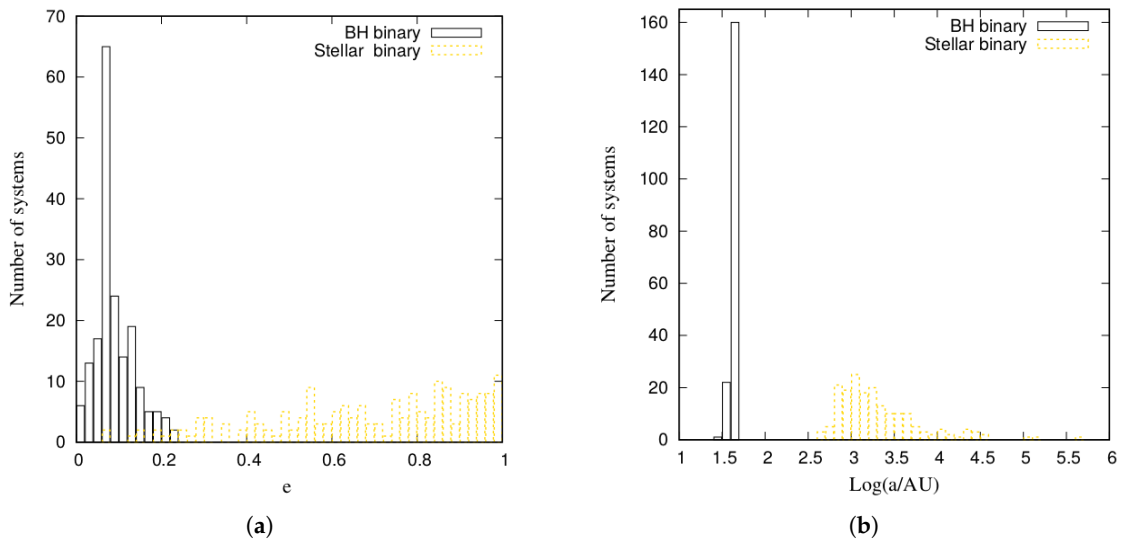 70
60
50
40
30
20
10
0
Number of systems
BH binary
Stellar binary
0 0.2 0.4 0.6 0.8 1
e
(a)
160
140
120
100
80
60
40
20
0
Number of systems
BH binary
Stellar binary
1 1.5 2 2.5 3 3.5 4 4.5 5 5.5 6
Log(a/AU)
(b)